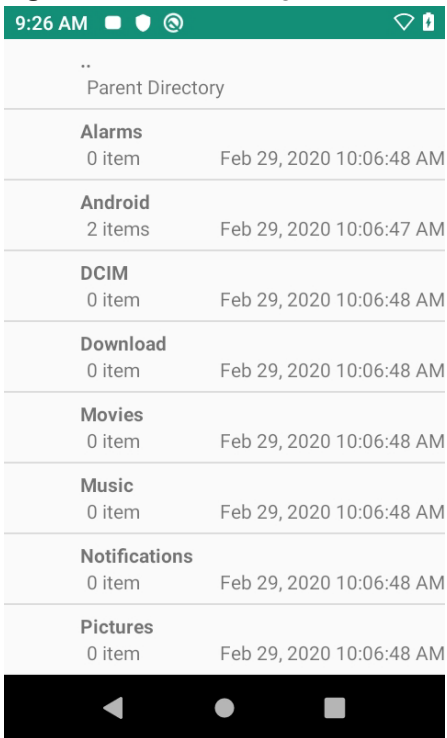 9:26 AM
..
Parent Directory
Alarms
0 item Feb 29, 2020 10:06:48 AM
Android
2 items Feb 29, 2020 10:06:47 AM
DCIM
0 item Feb 29, 2020 10:06:48 AM
Download
0 item Feb 29, 2020 10:06:48 AM
Movies
0 item Feb 29, 2020 10:06:48 AM
Music
0 item Feb 29, 2020 10:06:48 AM
Notifications
0 item Feb 29, 2020 10:06:48 AM
Pictures
0 item Feb 29, 2020 10:06:48 AM